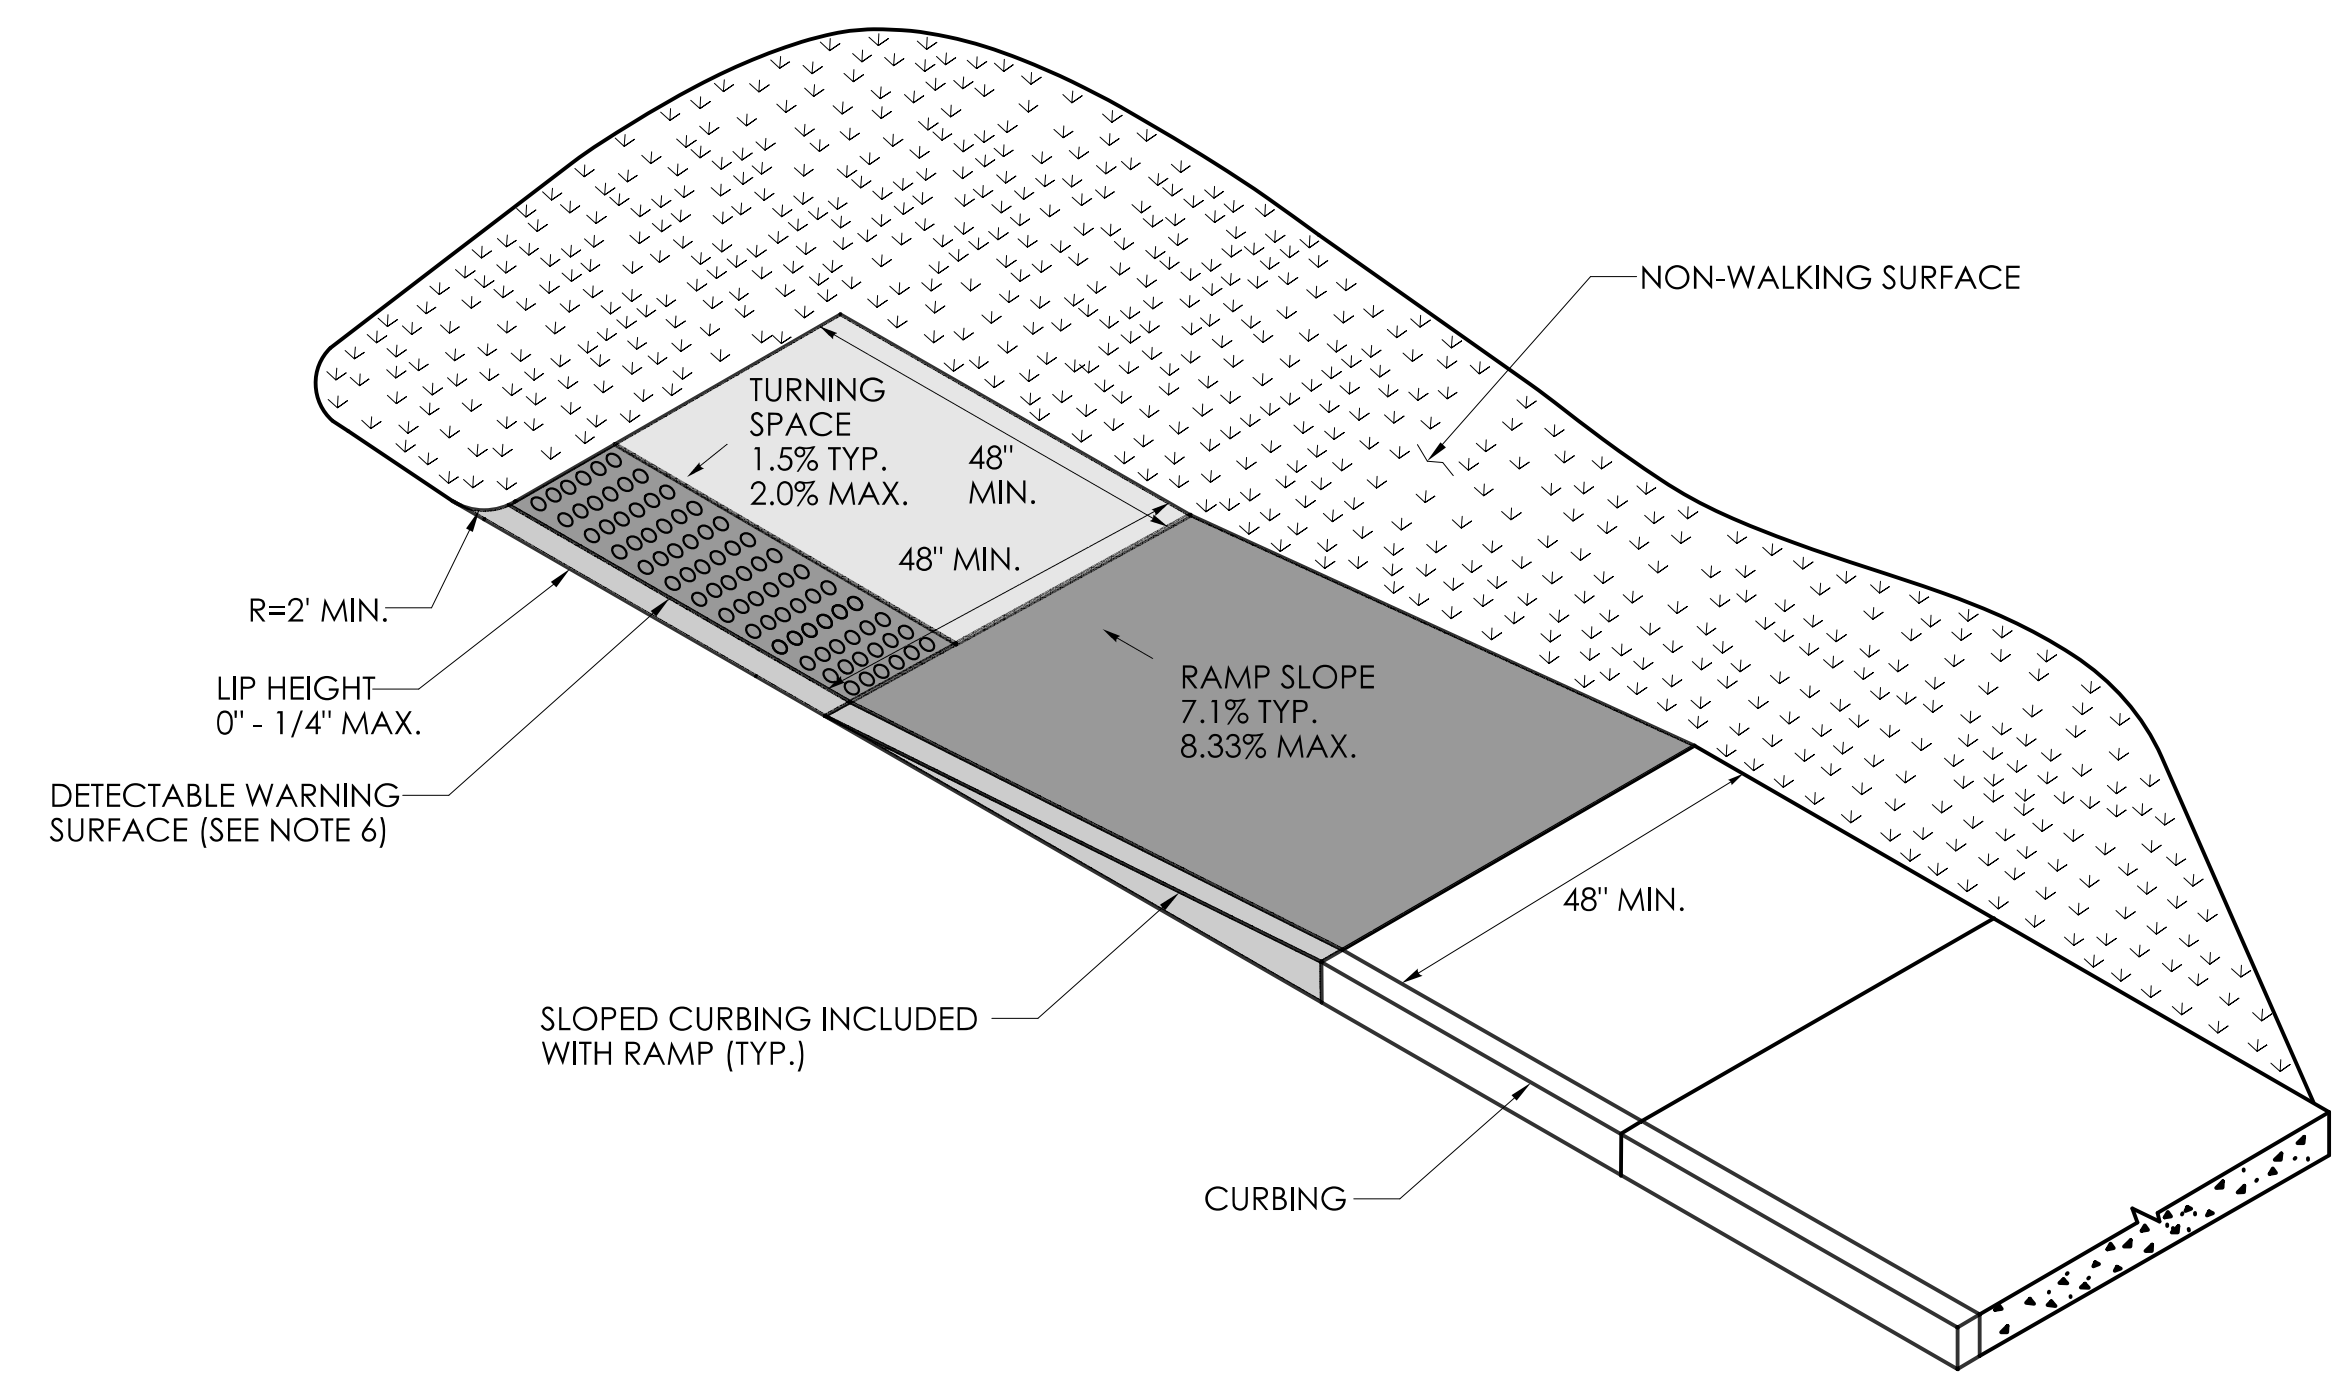 NON-WALKING SURFACE
TURNING
SPACE
1.5% TYP.
2.0% MAX.
48"
MIN.
48" MIN.
R=2' MIN.
LIP HEIGHT
0" - 1/4" MAX.
RAMP SLOPE
7.1% TYP.
8.33% MAX.
DETECTABLE WARNING
SURFACE (SEE NOTE 6)
48" MIN.
SLOPED CURBING INCLUDED
WITH RAMP (TYP.)
CURBING